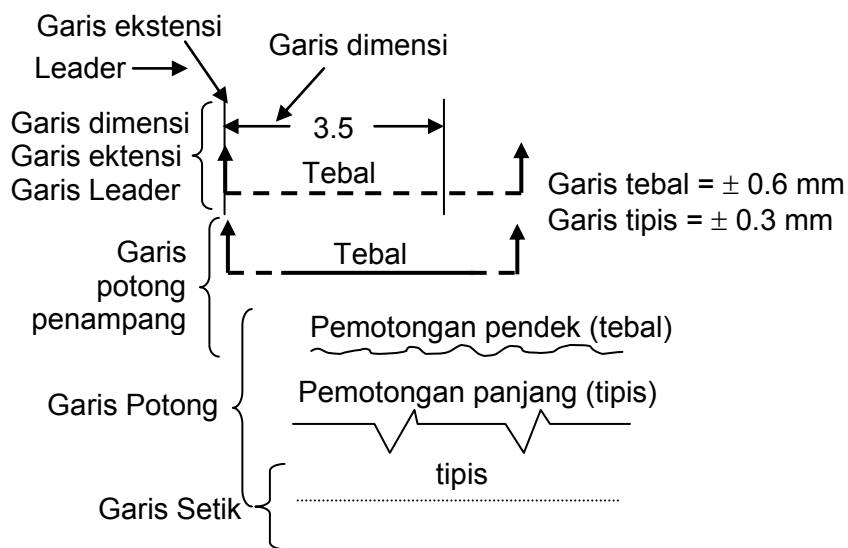 Garis ekstensi
Garis dimensi
Leader
Garis dimensi
Garis ektensi
Garis Leader
3.5
Tebal
Garis tebal = ± 0.6 mm
Garis tipis = ± 0.3 mm
Garis
potong
penampang
Tebal
Pemotongan pendek (tebal)
Garis Potong
Pemotongan panjang (tipis)
tipis
Garis Setik